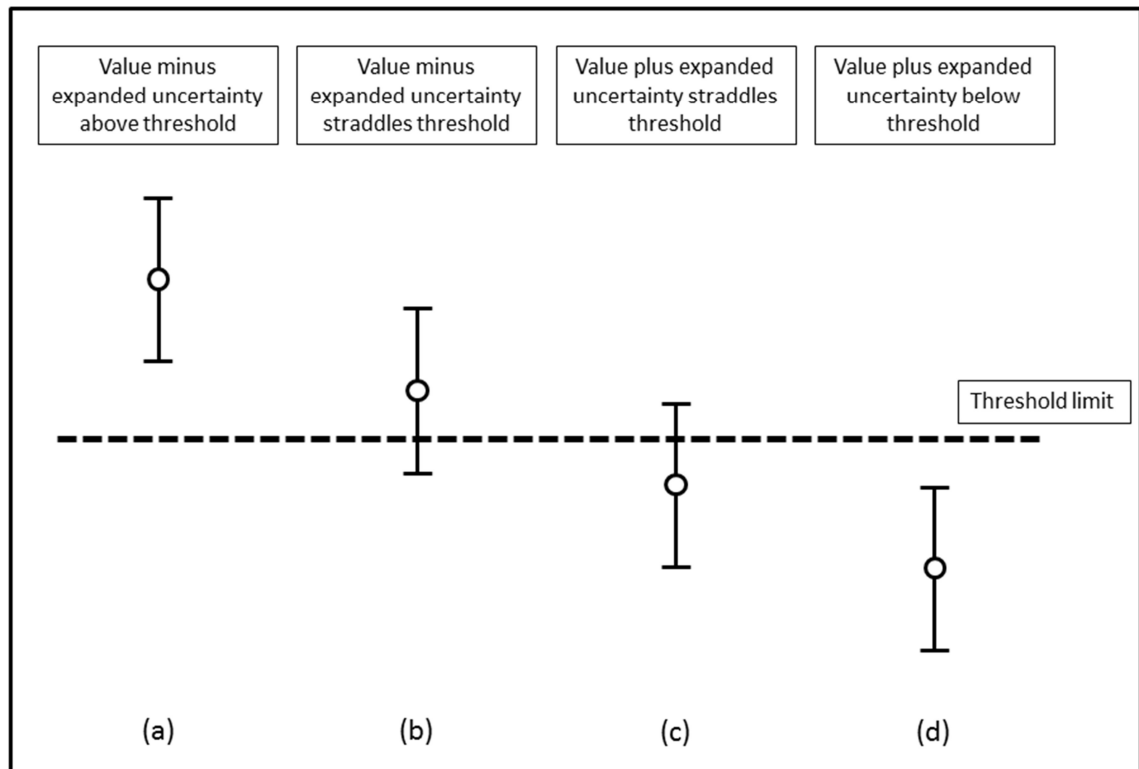 Value minus
expanded uncertainty
above threshold
Value minus
expanded uncertainty
straddles threshold
Value plus expanded
uncertainty straddles
threshold
Value plus expanded
uncertainty below
threshold
Threshold limit
(a)
(b)
(c)
(d)